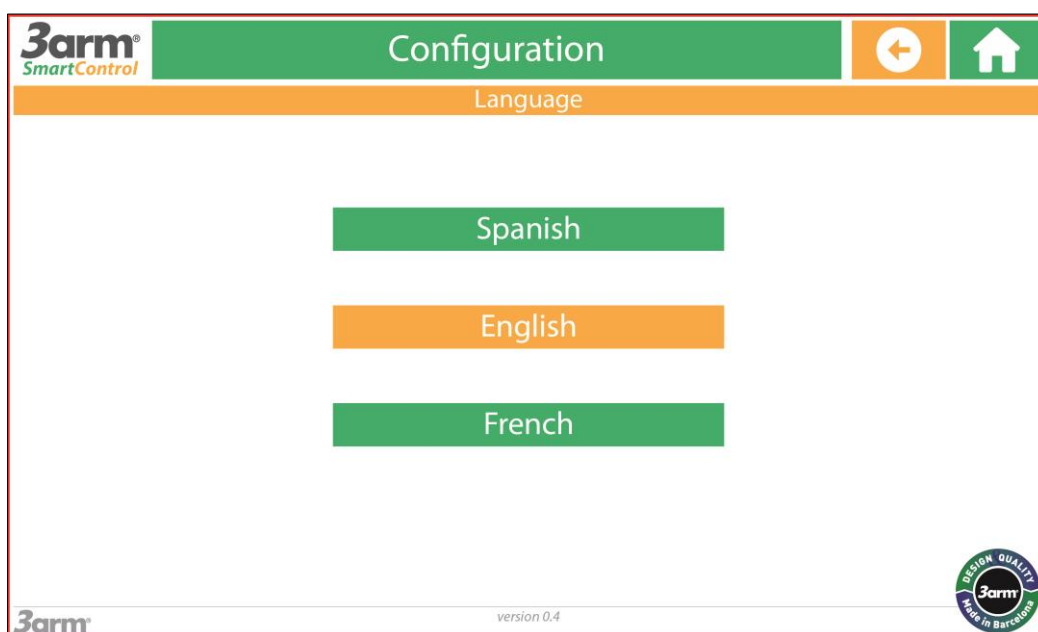 3arm®
SmartControl
Configuration
Language
Spanish
English
French
DESIGN QUALITY
3arm
Made in Barcelona
version 0.4
3arm